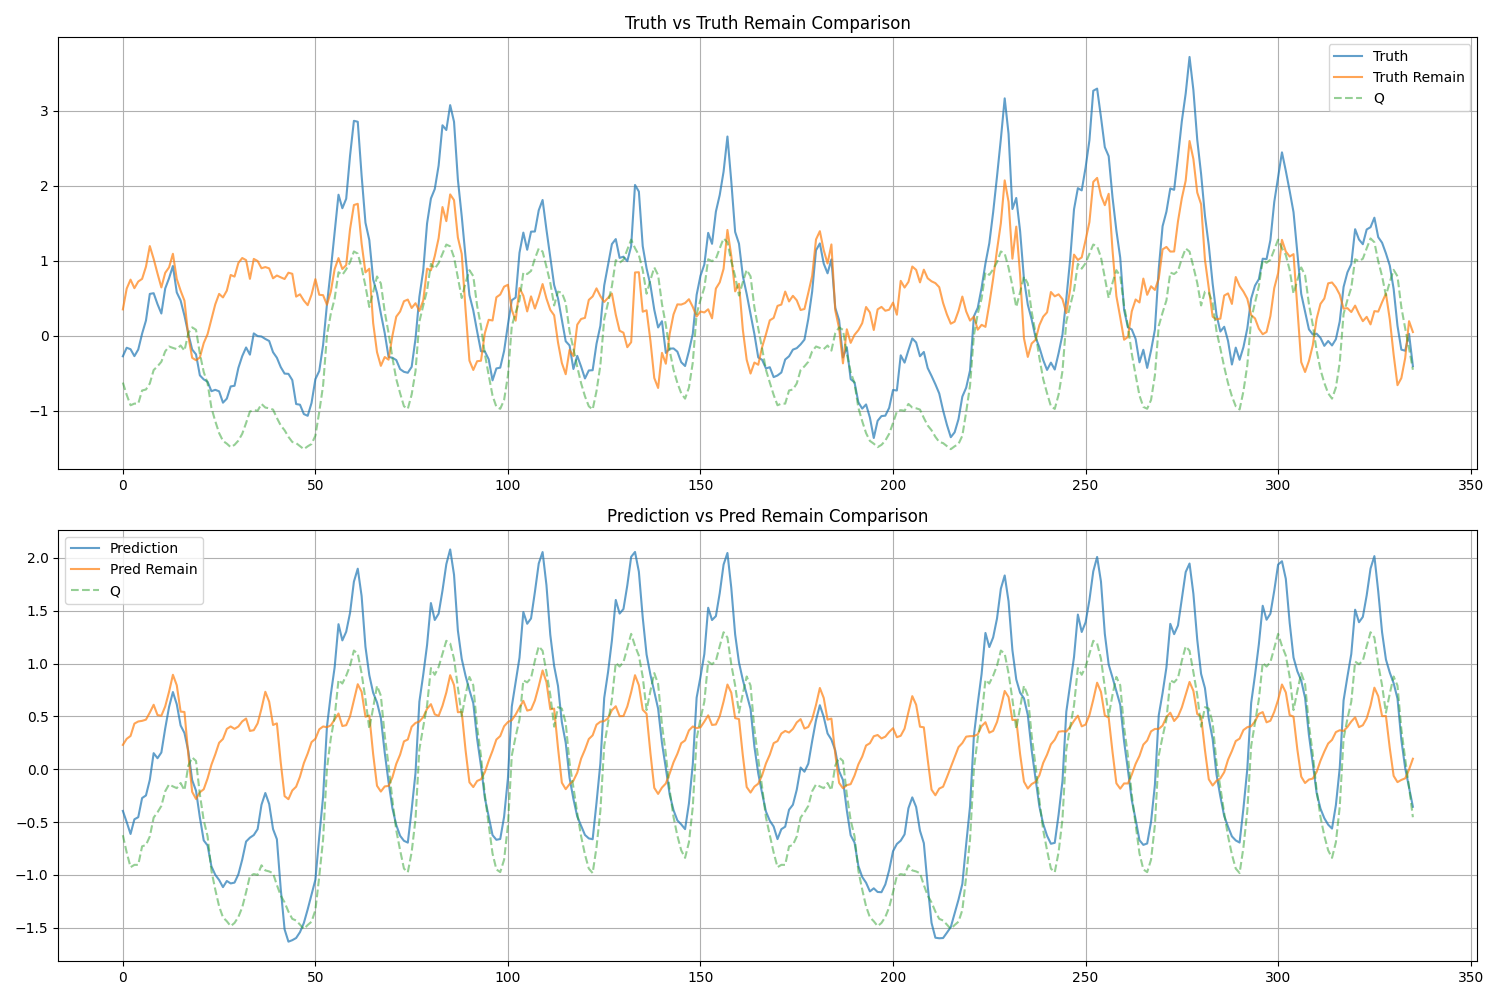 Truth vs Truth Remain Comparison
Truth
Truth Remain
Q
3
2
1
0
−1
0 50 100 150 200 250 300 350
Prediction vs Pred Remain Comparison
Prediction
Pred Remain
Q
2.0
1.5
1.0
0.5
0.0
−0.5
−1.0
−1.5
0 50 100 150 200 250 300 350